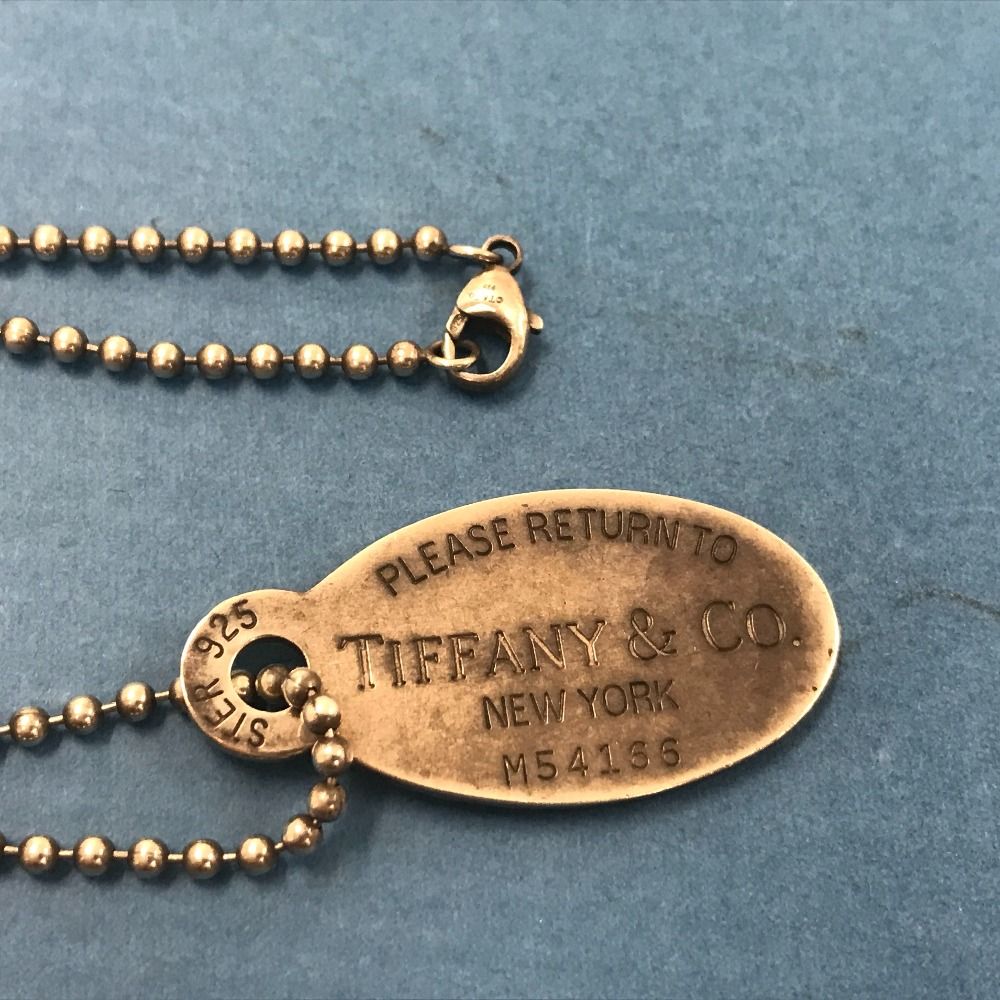 PLEASE RETURN TO
TIFFANY & CO.
NEW YORK
M54166
STER 925